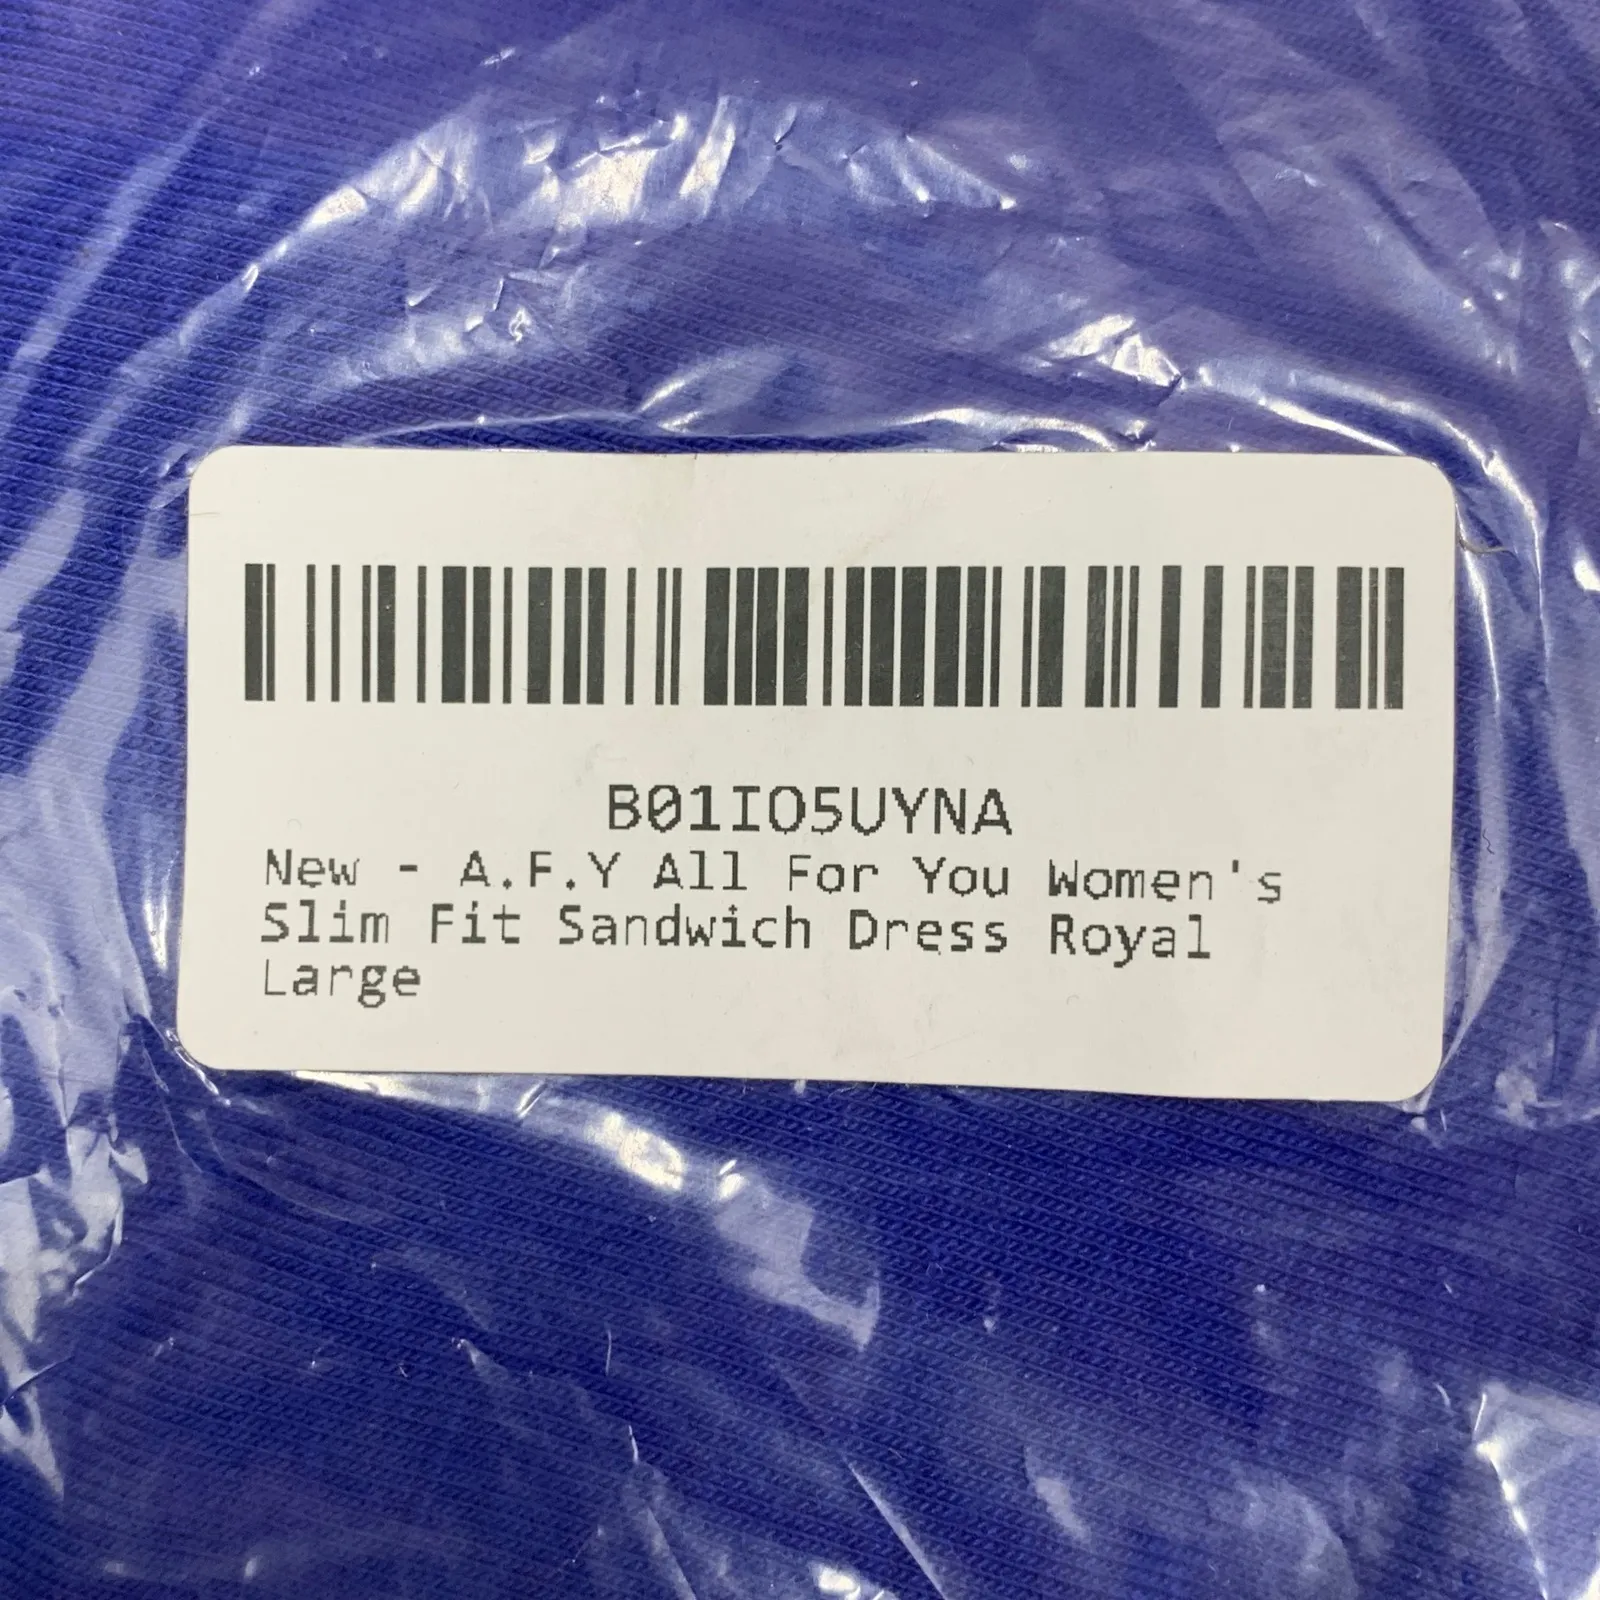 B01IO5UYNA
New - A.F.Y All For You Women's
Slim Fit Sandwich Dress Royal
Large